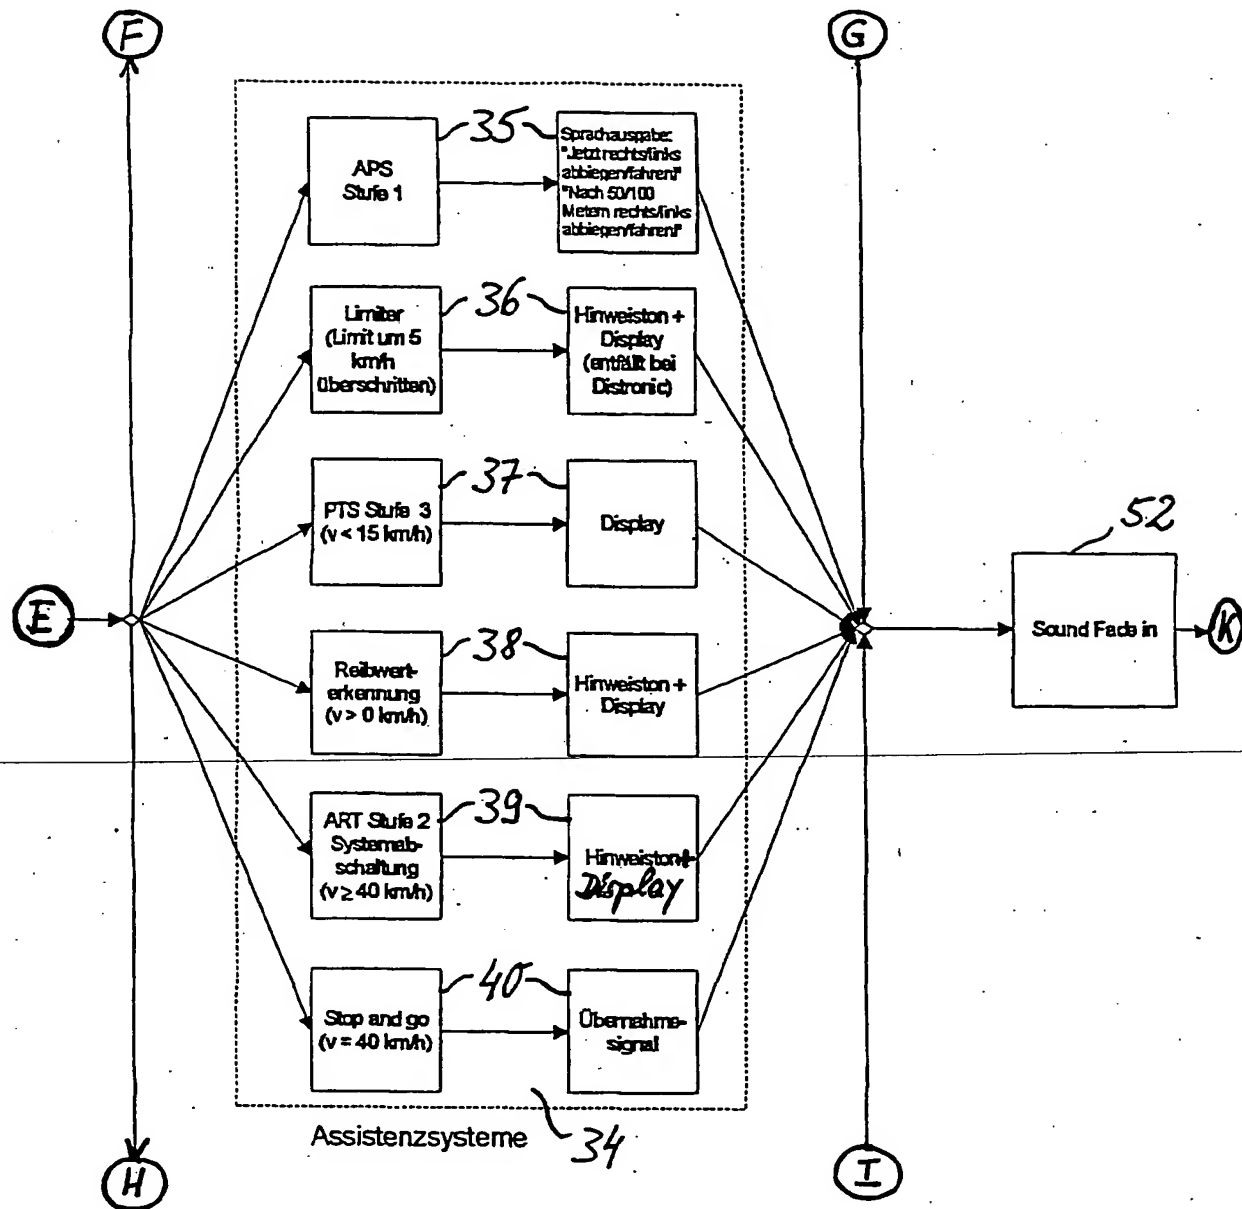 F
G
35
APS
Stufe 1
Sprachausgabe:
"Jetzt rechts/links
abbiegen/fahren!"
"Nach 50/100
Metern rechts/links
abbiegen/fahren!"
36
Limiter
(Limit um 5
km/h
überschritten)
Hinweiston +
Display
(entfällt bei
Distronic)
37
PTS Stufe 3
(v < 15 km/h)
Display
52
E
Sound Fade in
K
38
Reibwert-
erkennung
(v > 0 km/h)
Hinweiston +
Display
39
ART Stufe 2
Systemab-
schaltung
(v ≥ 40 km/h)
Hinweiston+
Display
40
Stop and go
(v = 40 km/h)
Übernahme-
signal
Assistenzsysteme
34
H
I